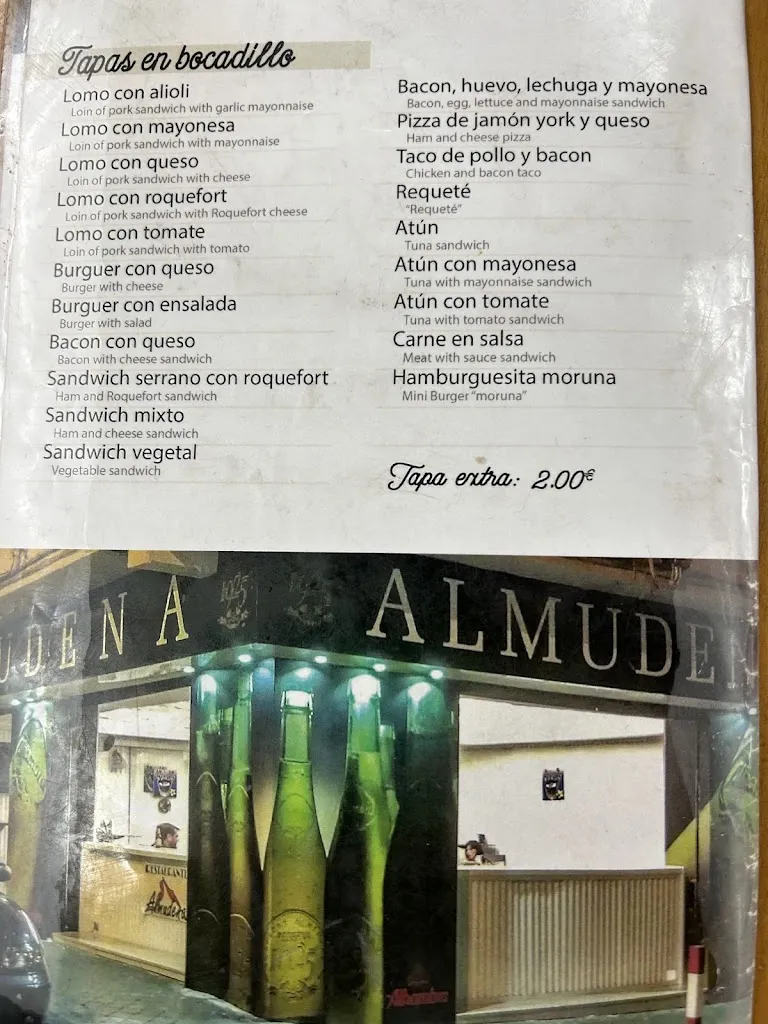 Tapas en bocadillo
Lomo con alioli
Loin of pork sandwich with garlic mayonnaise
Lomo con mayonesa
Loin of pork sandwich with mayonnaise
Lomo con queso
Loin of pork sandwich with cheese
Lomo con roquefort
Loin of pork sandwich with Roquefort cheese
Lomo con tomate
Loin of pork sandwich with tomato
Burguer con queso
Burger with cheese
Burguer con ensalada
Burger with salad
Bacon con queso
Bacon with cheese sandwich
Sandwich serrano con roquefort
Ham and Roquefort sandwich
Sandwich mixto
Ham and cheese sandwich
Sandwich vegetal
Vegetable sandwich
Bacon, huevo, lechuga y mayonesa
Bacon, egg, lettuce and mayonnaise sandwich
Pizza de jamón york y queso
Ham and cheese pizza
Taco de pollo y bacon
Chicken and bacon taco
Requeté
"Requeté"
Atún
Tuna sandwich
Atún con mayonesa
Tuna with mayonnaise sandwich
Atún con tomate
Tuna with tomato sandwich
Carne en salsa
Meat with sauce sandwich
Hamburguesita moruna
Mini Burger "moruna"
Tapa extra: 2.00€
UDENA
1925
ALMUDE
RESTAURANTE
Almudena
Alhambra